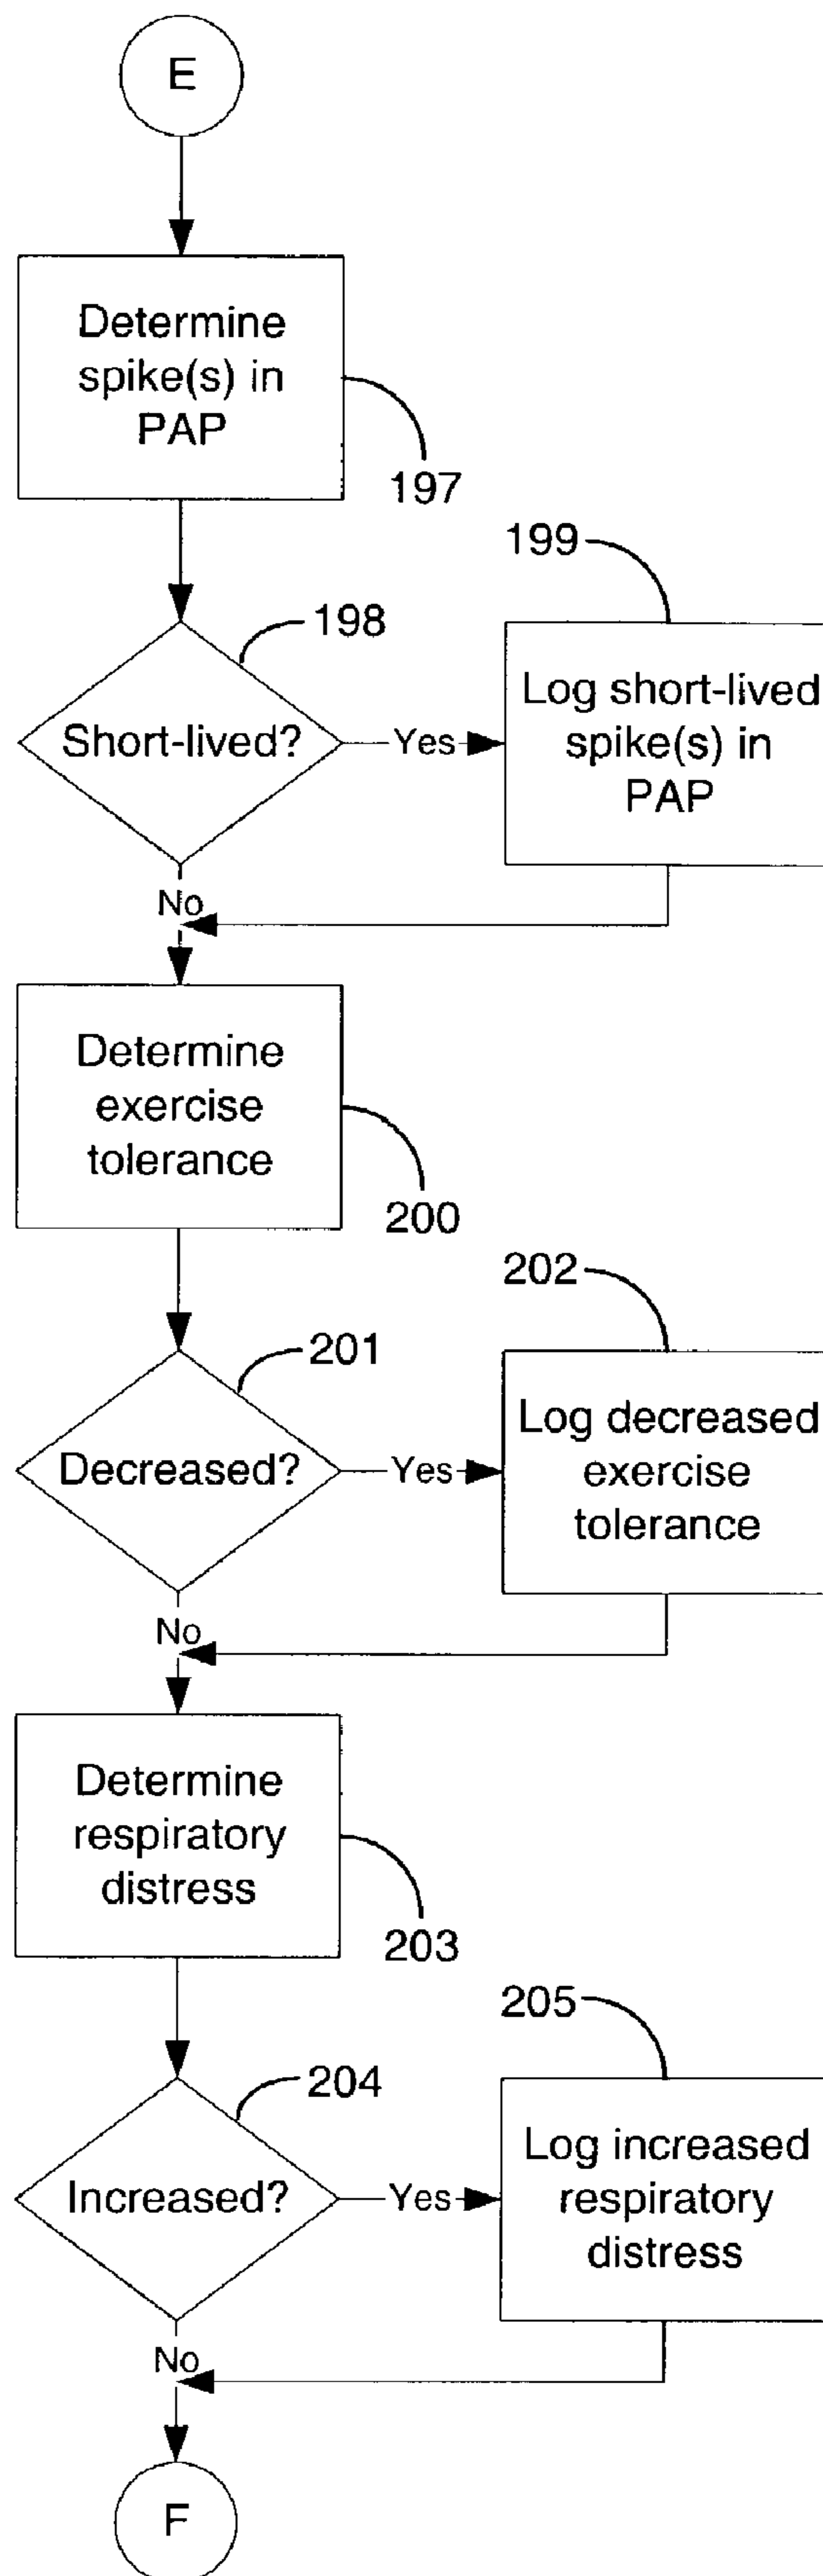 E
Determine
spike(s) in
PAP
197
199
198
Short-lived?
Yes
Log short-lived
spike(s) in
PAP
No
Determine
exercise
tolerance
200
202
201
Decreased?
Yes
Log decreased
exercise
tolerance
No
Determine
respiratory
distress
203
205
204
Increased?
Yes
Log increased
respiratory
distress
No
F